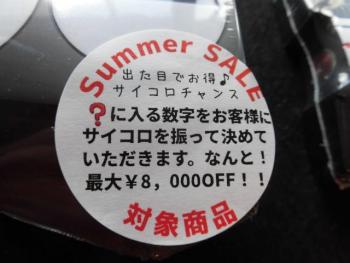 Summer SALE
出た目でお得♪
サイコロチャンス
?に入る数字をお客様に
サイコロを振って決めて
いただきます。なんと!
最大¥8,000OFF!!
対象商品